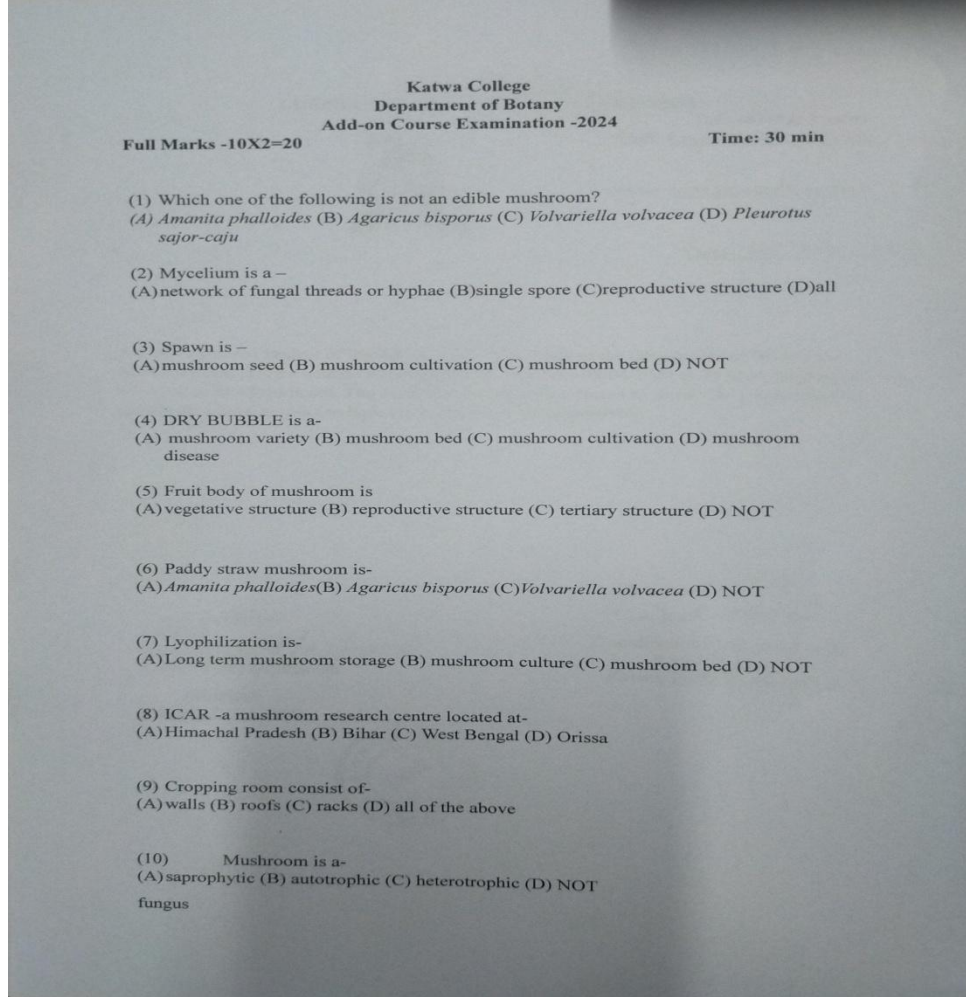 Katwa College
Department of Botany
Add-on Course Examination -2024
Full Marks -10X2=20 Time: 30 min
(1) Which one of the following is not an edible mushroom?
(A) Amanita phalloides (B) Agaricus bisporus (C) Volvariella volvacea (D) Pleurotus
sajor-caju
(2) Mycelium is a –
(A)network of fungal threads or hyphae (B)single spore (C)reproductive structure (D)all
(3) Spawn is –
(A)mushroom seed (B) mushroom cultivation (C) mushroom bed (D) NOT
(4) DRY BUBBLE is a-
(A) mushroom variety (B) mushroom bed (C) mushroom cultivation (D) mushroom
disease
(5) Fruit body of mushroom is
(A)vegetative structure (B) reproductive structure (C) tertiary structure (D) NOT
(6) Paddy straw mushroom is-
(A)Amanita phalloides(B) Agaricus bisporus (C)Volvariella volvacea (D) NOT
(7) Lyophilization is-
(A)Long term mushroom storage (B) mushroom culture (C) mushroom bed (D) NOT
(8) ICAR -a mushroom research centre located at-
(A)Himachal Pradesh (B) Bihar (C) West Bengal (D) Orissa
(9) Cropping room consist of-
(A)walls (B) roofs (C) racks (D) all of the above
(10) Mushroom is a-
(A)saprophytic (B) autotrophic (C) heterotrophic (D) NOT
fungus